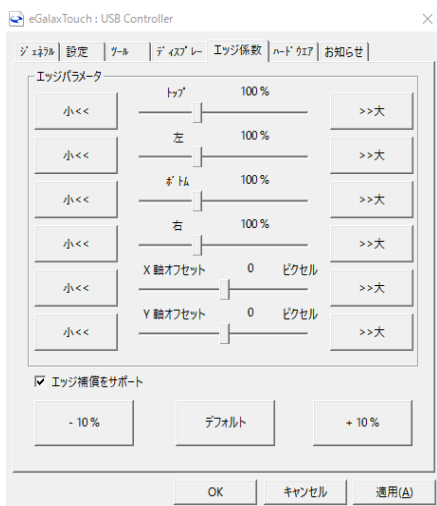 eGalaxTouch : USB Controller
ｼﾞｪﾈﾗﾙ 設定 ﾂｰﾙ ﾃﾞｨｽﾌﾟﾚｰ エッジ係数 ﾊｰﾄﾞｳｴｱ お知らせ
エッジパラメータ
小<< ﾄｯﾌﾟ 100 % >>大
小<< 左 100 % >>大
小<< ﾎﾞﾄﾑ 100 % >>大
小<< 右 100 % >>大
小<< X 軸オフセット 0 ピクセル >>大
小<< Y 軸オフセット 0 ピクセル >>大
エッジ補償をサポート
- 10 % デフォルト + 10 %
OK キャンセル 適用(A)